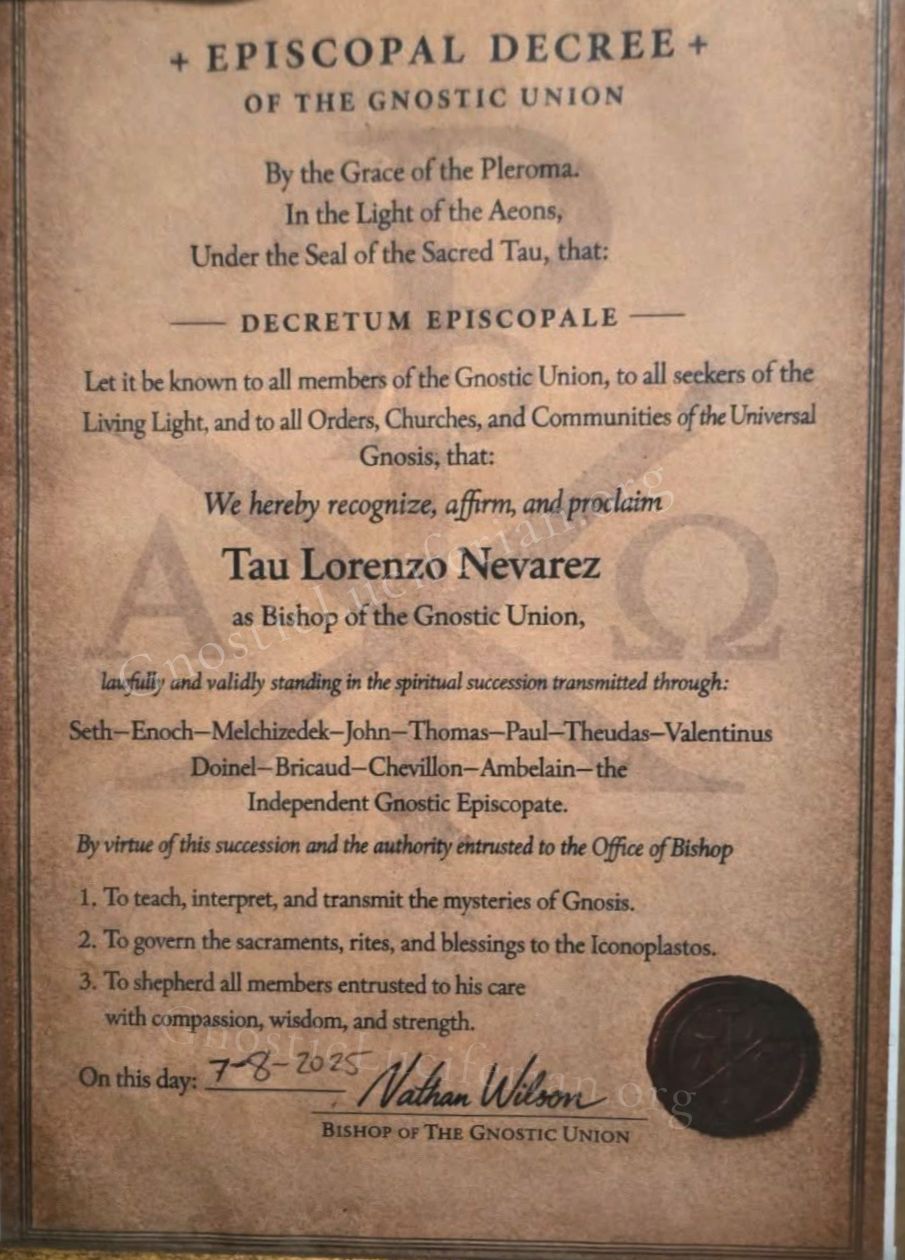 + EPISCOPAL DECREE +
OF THE GNOSTIC UNION
By the Grace of the Pleroma.
In the Light of the Aeons,
Under the Seal of the Sacred Tau, that:
DECRETUM EPISCOPALE
Let it be known to all members of the Gnostic Union, to all seekers of the
Living Light, and to all Orders, Churches, and Communities of the Universal
Gnosis, that:
We hereby recognize, affirm, and proclaim
Tau Lorenzo Nevarez
as Bishop of the Gnostic Union,
Α Ω
lawfully and validly standing in the spiritual succession transmitted through:
Seth—Enoch—Melchizedek—John—Thomas—Paul—Theudas—Valentinus
Doinel—Bricaud—Chevillon—Ambelain—the
Independent Gnostic Episcopate.
By virtue of this succession and the authority entrusted to the Office of Bishop
1. To teach, interpret, and transmit the mysteries of Gnosis.
2. To govern the sacraments, rites, and blessings to the Iconoplastos.
3. To shepherd all members entrusted to his care
with compassion, wisdom, and strength.
On this day: 7-8-2025 Nathan Wilson
BISHOP OF THE GNOSTIC UNION
GnosticLuciferian.org
GnosticLuciferian.org